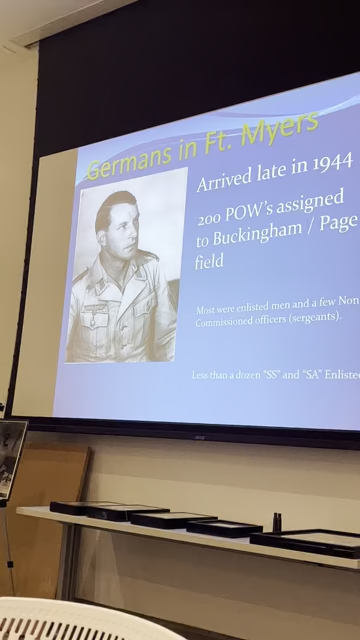 Germans in Ft. Myers
Arrived late in 1944
200 POW's assigned
to Buckingham / Page
field
Most were enlisted men and a few Non
Commissioned officers (sergeants).
Less than a dozen "SS" and "SA" Enliste